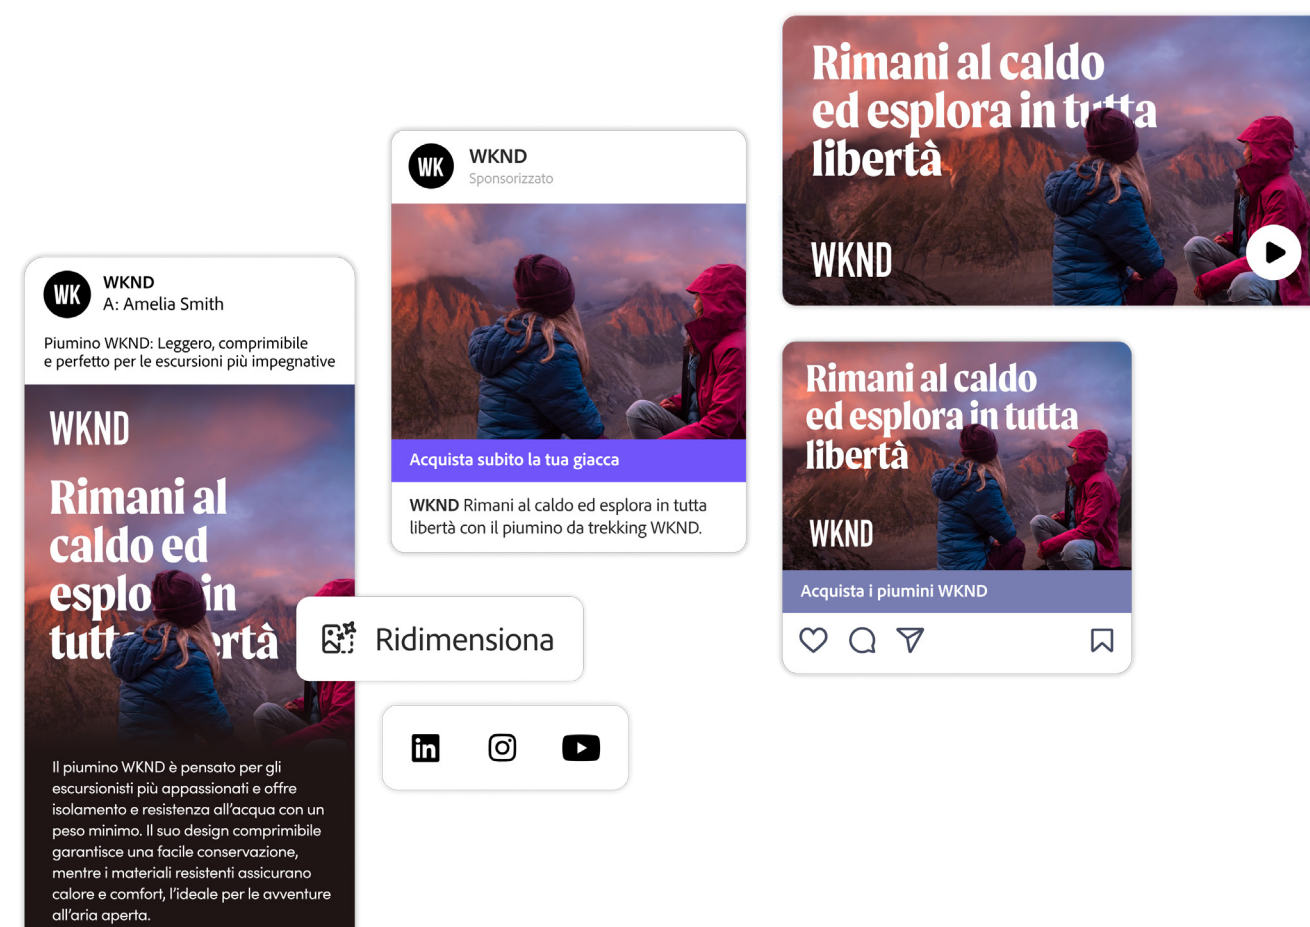 WK
WKND
A: Amelia Smith
Piumino WKND: Leggero, comprimibile
e perfetto per le escursioni più impegnative
WKND
Rimani al
caldo ed
esplo in
tutt ertà
Il piumino WKND è pensato per gli
escursionisti più appassionati e offre
isolamento e resistenza all'acqua con un
peso minimo. Il suo design comprimibile
garantisce una facile conservazione,
mentre i materiali resistenti assicurano
calore e comfort, l'ideale per le avventure
all'aria aperta.
WK
WKND
Sponsorizzato
Acquista subito la tua giacca
WKND Rimani al caldo ed esplora in tutta
libertà con il piumino da trekking WKND.
Ridimensiona
in
Rimani al caldo
ed esplora in tutta
libertà
WKND
Rimani al caldo
ed esplora in tutta
libertà
WKND
Acquista i piumini WKND